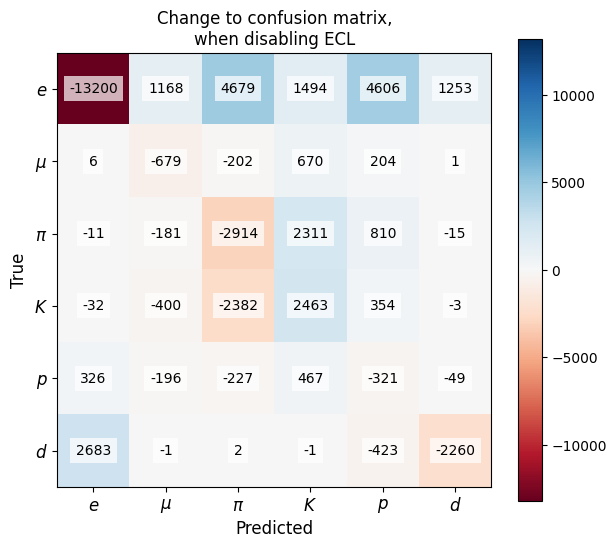 Change to confusion matrix,
when disabling ECL
e -13200 1168 4679 1494 4606 1253
μ 6 -679 -202 670 204 1
π -11 -181 -2914 2311 810 -15
K -32 -400 -2382 2463 354 -3
p 326 -196 -227 467 -321 -49
d 2683 -1 2 -1 -423 -2260
e μ π K p d
Predicted
True
10000
5000
0
−5000
−10000